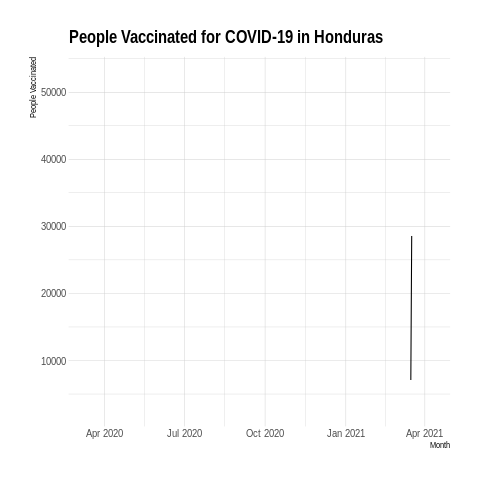 People Vaccinated for COVID-19 in Honduras
People Vaccinated
50000
40000
30000
20000
10000
Apr 2020 Jul 2020 Oct 2020 Jan 2021 Apr 2021
Month